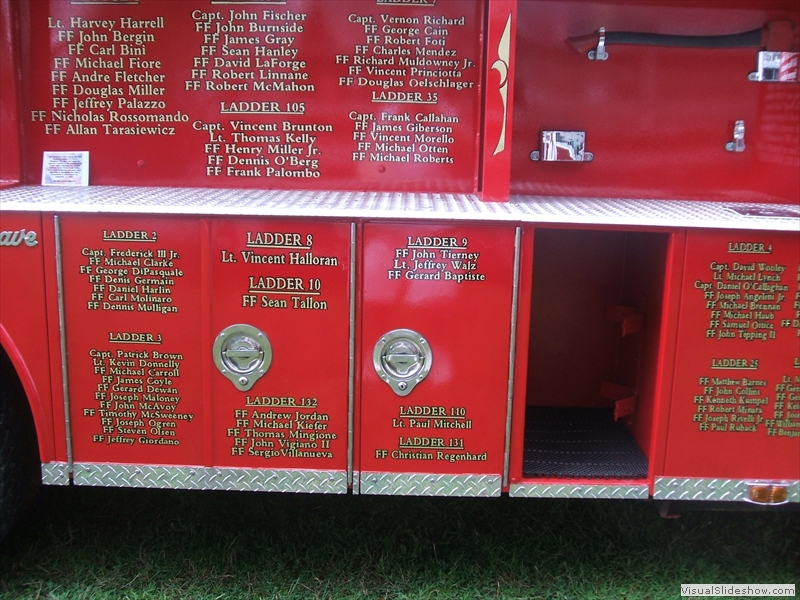 Lt. Harvey Harrell
FF John Bergin
FF Carl Bini
FF Michael Fiore
FF Andre Fletcher
FF Douglas Miller
FF Jeffrey Palazzo
FF Nicholas Rossomando
FF Allan Tarasiewicz
Capt. John Fischer
FF John Burnside
FF James Gray
FF Sean Hanley
FF David LaForge
FF Robert Linnane
FF Robert McMahon
LADDER 105
Capt. Vincent Brunton
Lt. Thomas Kelly
FF Henry Miller Jr.
FF Dennis O'Berg
FF Frank Palombo
Capt. Vernon Richard
FF George Cain
FF Robert Foti
FF Charles Mendez
FF Richard Muldowney Jr.
FF Vincent Princiotta
FF Douglas Oelschlager
LADDER 35
Capt. Frank Callahan
FF James Giberson
FF Vincent Morello
FF Michael Otten
FF Michael Roberts
LADDER 2
Capt. Frederick Ill Jr.
FF Michael Clarke
FF George DiPasquale
FF Denis Germain
FF Daniel Harlin
FF Carl Molinaro
FF Dennis Mulligan
LADDER 3
Capt. Patrick Brown
Lt. Kevin Donnelly
FF Michael Carroll
FF James Coyle
FF Gerard Dewan
FF Joseph Maloney
FF John McAvoy
FF Timothy McSweeney
FF Joseph Ogren
FF Steven Olsen
FF Jeffrey Giordano
LADDER 8
Lt. Vincent Halloran
LADDER 10
FF Sean Tallon
LADDER 132
FF Andrew Jordan
FF Michael Kiefer
FF Thomas Mingione
FF John Vigiano II
FF Sergio Villanueva
LADDER 9
FF John Tierney
Lt. Jeffrey Walz
FF Gerard Baptiste
LADDER 110
Lt. Paul Mitchell
LADDER 131
FF Christian Regenhard
LADDER 4
Capt. David Wooley
Lt. Michael Lynch
Capt. Daniel O'Callaghan
FF Joseph Angelini Jr
FF Michael Brennan
FF Michael Haub
FF Samuel Oitice
FF John Tipping II
LADDER 25
FF Matthew Barnes
FF John Collins
FF Kenneth Kumpel
FF Robert Minara
FF Joseph Rivelli Jr
FF Paul Ruback
VisualSlideshow.com